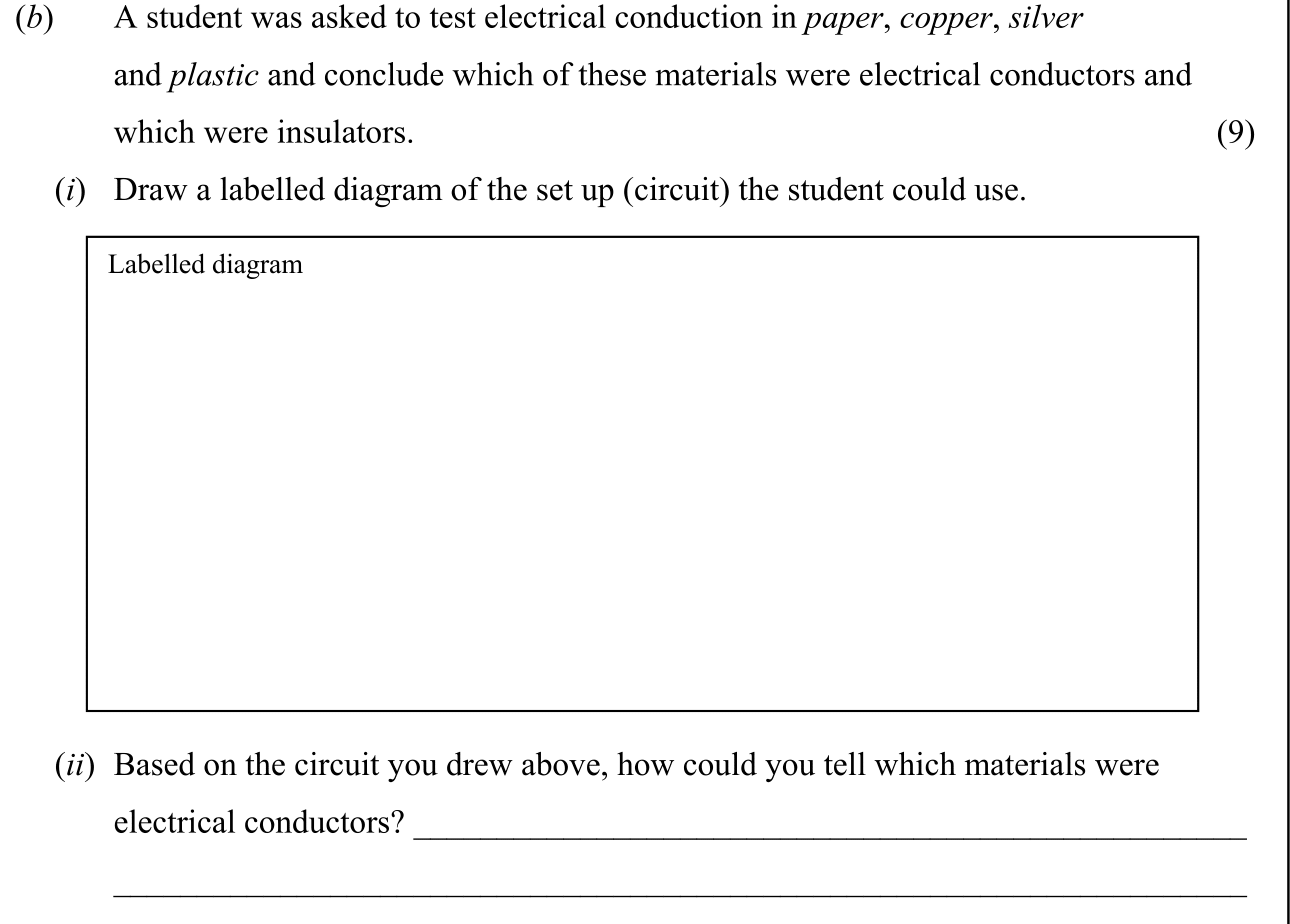 (b) A student was asked to test electrical conduction in paper, copper, silver
and plastic and conclude which of these materials were electrical conductors and
which were insulators. (9)
(i) Draw a labelled diagram of the set up (circuit) the student could use.
Labelled diagram
(ii) Based on the circuit you drew above, how could you tell which materials were
electrical conductors?